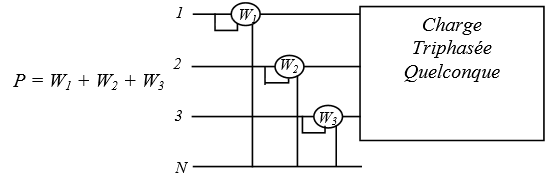 1
W1
Charge
Triphasée
Quelconque
2
W2
P = W1 + W2 + W3
3
W3
N